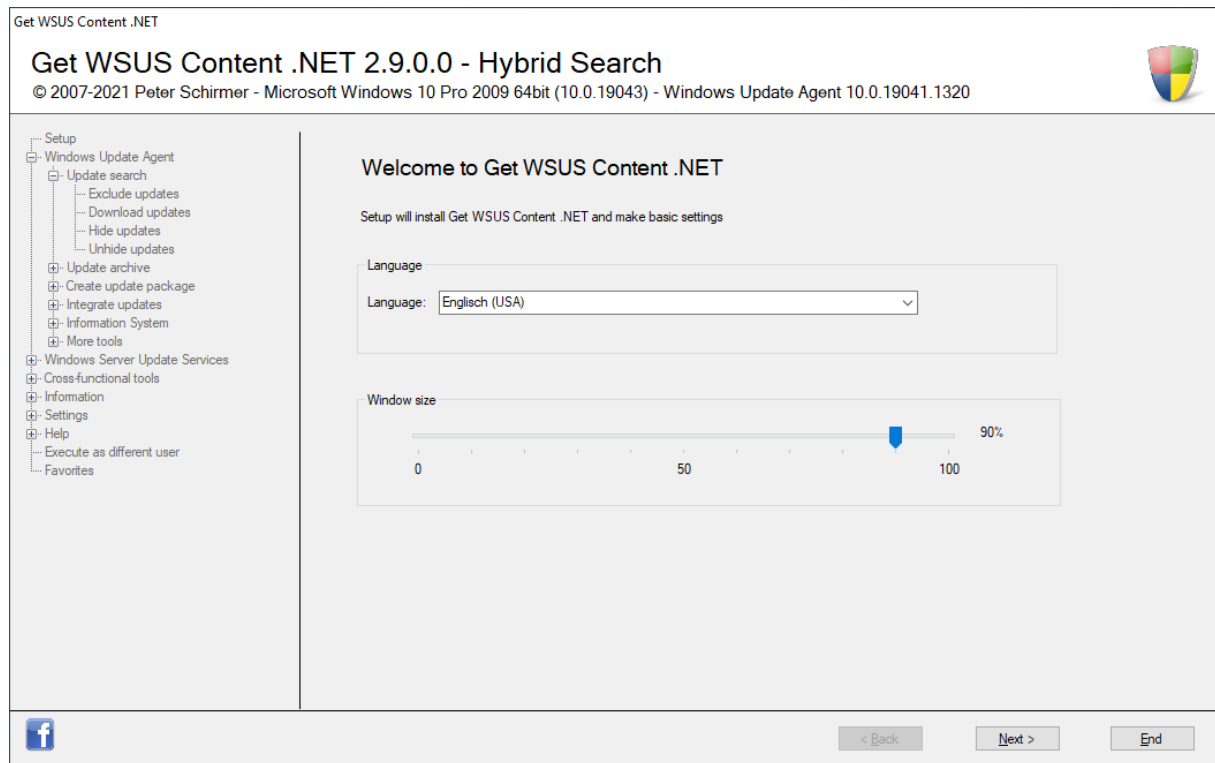 Get WSUS Content .NET
Get WSUS Content .NET 2.9.0.0 - Hybrid Search
© 2007-2021 Peter Schirmer - Microsoft Windows 10 Pro 2009 64bit (10.0.19043) - Windows Update Agent 10.0.19041.1320
Setup
Windows Update Agent
Update search
Exclude updates
Download updates
Hide updates
Unhide updates
Update archive
Create update package
Integrate updates
Information System
More tools
Windows Server Update Services
Cross-functional tools
Information
Settings
Help
Execute as different user
Favorites
Welcome to Get WSUS Content .NET
Setup will install Get WSUS Content .NET and make basic settings
Language
Language: Englisch (USA)
Window size
90%
0 50 100
f
< Back Next > End